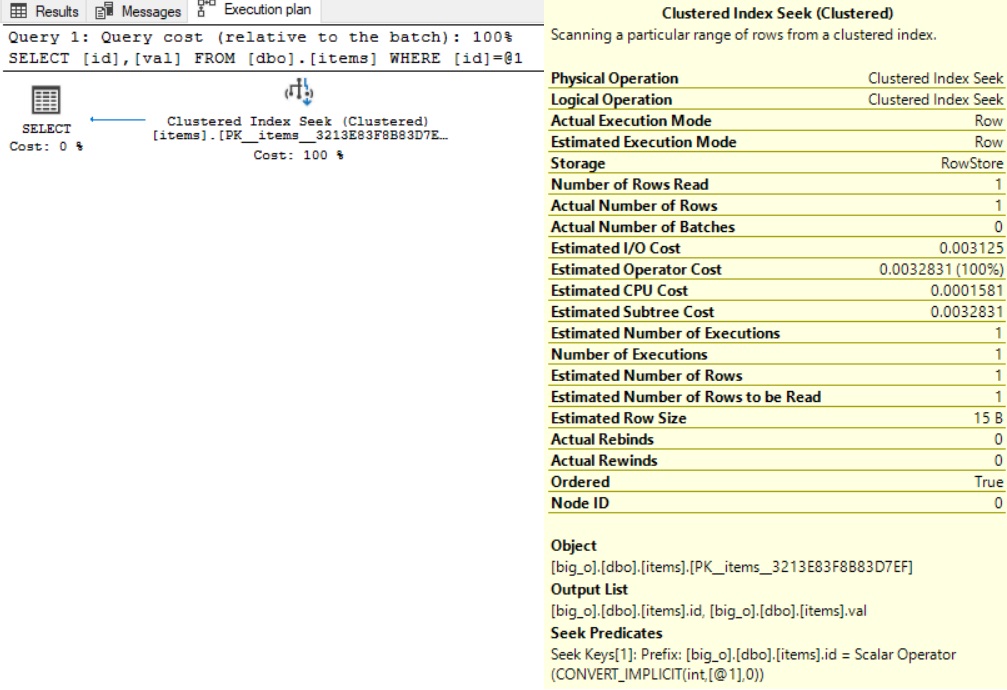 Results Messages Execution plan
Query 1: Query cost (relative to the batch): 100%
SELECT [id],[val] FROM [dbo].[items] WHERE [id]=@1
SELECT
Cost: 0 %
Clustered Index Seek (Clustered)
[items].[PK__items__3213E83F8B83D7E…
Cost: 100 %
Clustered Index Seek (Clustered)
Scanning a particular range of rows from a clustered index.
Physical Operation Clustered Index Seek
Logical Operation Clustered Index Seek
Actual Execution Mode Row
Estimated Execution Mode Row
Storage RowStore
Number of Rows Read 1
Actual Number of Rows 1
Actual Number of Batches 0
Estimated I/O Cost 0.003125
Estimated Operator Cost 0.0032831 (100%)
Estimated CPU Cost 0.0001581
Estimated Subtree Cost 0.0032831
Estimated Number of Executions 1
Number of Executions 1
Estimated Number of Rows 1
Estimated Number of Rows to be Read 1
Estimated Row Size 15 B
Actual Rebinds 0
Actual Rewinds 0
Ordered True
Node ID 0
Object
[big_o].[dbo].[items].[PK__items__3213E83F8B83D7EF]
Output List
[big_o].[dbo].[items].id, [big_o].[dbo].[items].val
Seek Predicates
Seek Keys[1]: Prefix: [big_o].[dbo].[items].id = Scalar Operator
(CONVERT_IMPLICIT(int,[@1],0))